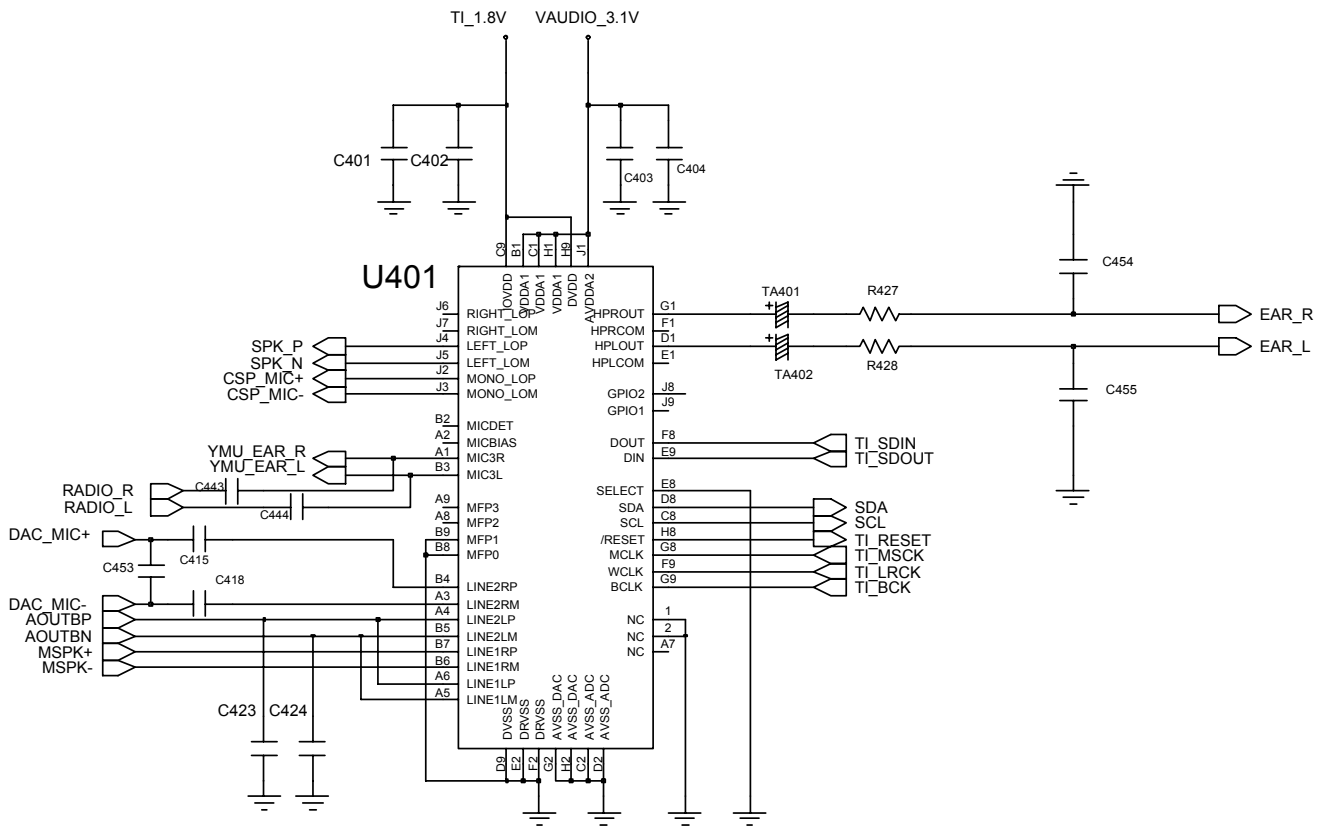 TI_1.8V VAUDIO_3.1V
C401 C402 C403 C404
C9 B1 C1 H1 H9 J1
U401
IOVDD VDDA1 VDDA1 VDDA1 DVDD AVDDA2
J6 RIGHT_LOP
J7 RIGHT_LOM
SPK_P J4 LEFT_LOP
SPK_N J5 LEFT_LOM
CSP_MIC+ J2 MONO_LOP
CSP_MIC- J3 MONO_LOM
B2 MICDET
A2 MICBIAS
YMU_EAR_R A1 MIC3R
YMU_EAR_L B3 MIC3L
RADIO_R C443
RADIO_L C444
A9 MFP3
A8 MFP2
B9 MFP1
B8 MFP0
DAC_MIC+ C415
C453 C418
B4 LINE2RP
DAC_MIC- A3 LINE2RM
AOUTBP A4 LINE2LP
AOUTBN B5 LINE2LM
MSPK+ B7 LINE1RP
MSPK- B6 LINE1RM
A6 LINE1LP
A5 LINE1LM
C423 C424
DVSS DRVSS DRVSS AVSS_DAC AVSS_DAC AVSS_ADC AVSS_ADC
D9 E2 F2 G2 H2 C2 D2
HPROUT G1 + TA401 R427 EAR_R
HPRCOM F1
HPLOUT D1 + TA402 R428 EAR_L
HPLCOM E1
C454
C455
GPIO2 J8
GPIO1 J9
DOUT F8 TI_SDIN
DIN E9 TI_SDOUT
SELECT E8
SDA D8 SDA
SCL C8 SCL
/RESET H8 TI_RESET
MCLK G8 TI_MSCK
WCLK F9 TI_LRCK
BCLK G9 TI_BCK
NC 1
NC 2
NC A7